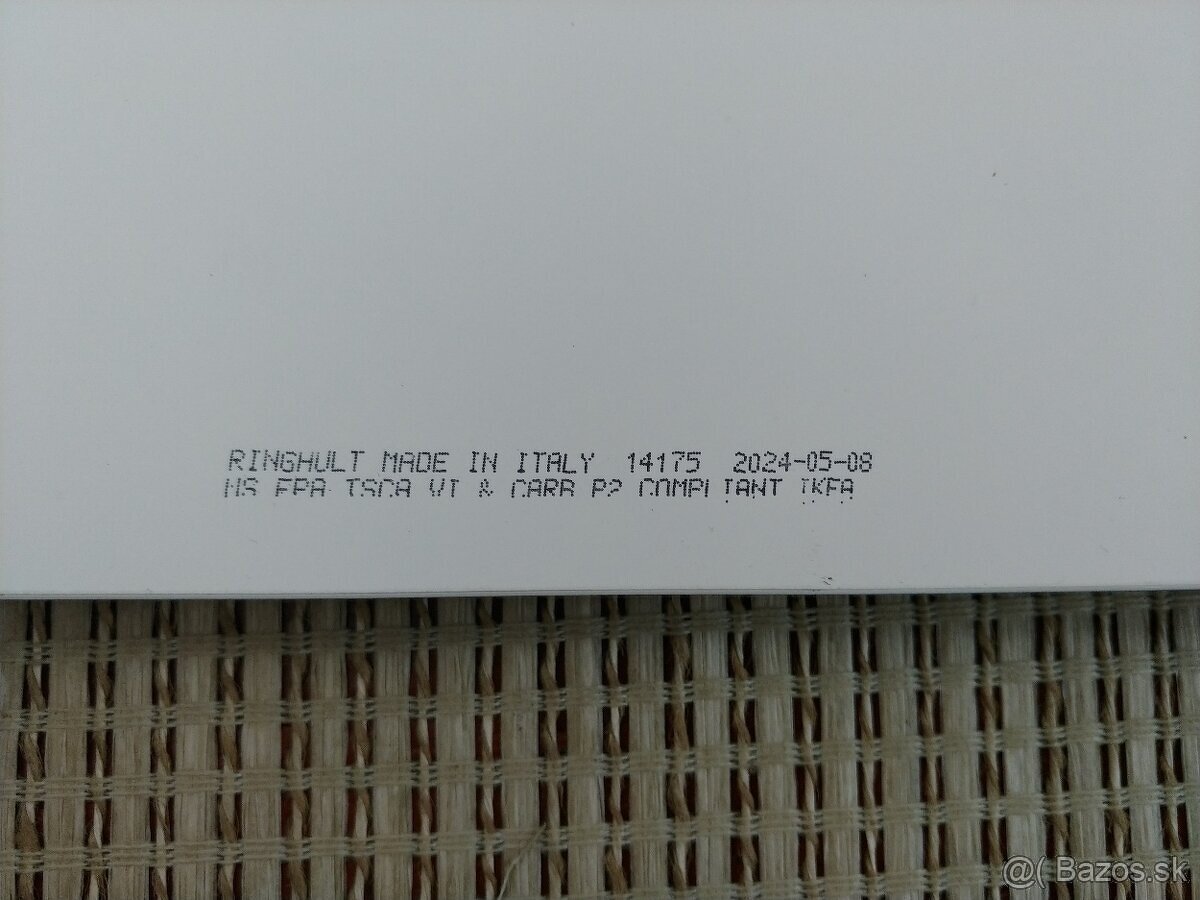 RINGHULT MADE IN ITALY 14175 2024-05-08
US EPA TSCA VI & CARB P2 COMPLIANT IKEA
@( Bazos.sk